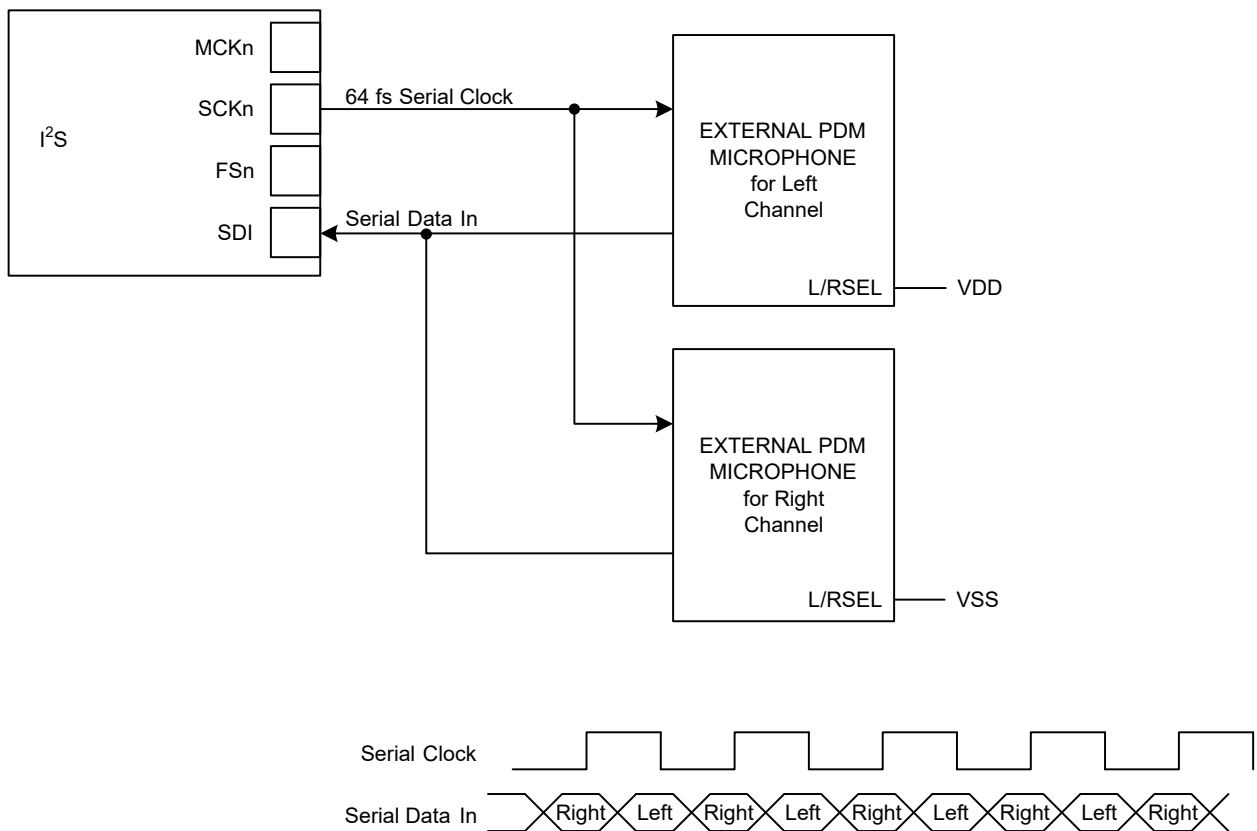 MCKn
SCKn
I²S
FSn
SDI
64 fs Serial Clock
Serial Data In
EXTERNAL PDM
MICROPHONE
for Left
Channel
L/RSEL
VDD
EXTERNAL PDM
MICROPHONE
for Right
Channel
L/RSEL
VSS
Serial Clock
Serial Data In Right Left Right Left Right Left Right Left Right